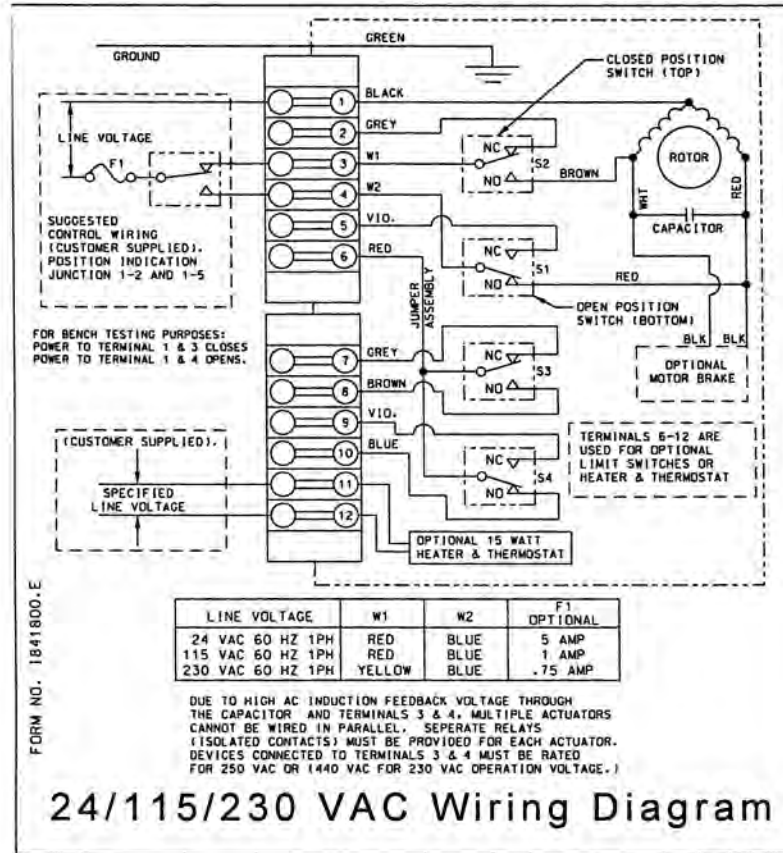 GREEN
GROUND
CLOSED POSITION
SWITCH (TOP)
1
BLACK
2
GREY
LINE VOLTAGE
F1
3
W1
NC
S2
NO
BROWN
ROTOR
4
W2
WHT
RED
CAPACITOR
SUGGESTED
CONTROL WIRING
(CUSTOMER SUPPLIED).
POSITION INDICATION
JUNCTION 1-2 AND 1-5
5
VIO.
6
RED
NC
S1
NO
RED
JUMPER
ASSEMBLY
OPEN POSITION
SWITCH (BOTTOM)
FOR BENCH TESTING PURPOSES:
POWER TO TERMINAL 1 & 3 CLOSES
POWER TO TERMINAL 1 & 4 OPENS.
7
GREY
8
BROWN
NC
S3
NO
BLK
BLK
OPTIONAL
MOTOR BRAKE
9
VIO.
10
BLUE
NC
S4
NO
TERMINALS 6-12 ARE
USED FOR OPTIONAL
LIMIT SWITCHES OR
HEATER & THERMOSTAT
(CUSTOMER SUPPLIED).
SPECIFIED
LINE VOLTAGE
11
12
OPTIONAL 15 WATT
HEATER & THERMOSTAT
FORM NO. 1841800.E
LINE VOLTAGE W1 W2 F1 OPTIONAL
24 VAC 60 HZ 1PH RED BLUE 5 AMP
115 VAC 60 HZ 1PH RED BLUE 1 AMP
230 VAC 60 HZ 1PH YELLOW BLUE .75 AMP
DUE TO HIGH AC INDUCTION FEEDBACK VOLTAGE THROUGH
THE CAPACITOR AND TERMINALS 3 & 4, MULTIPLE ACTUATORS
CANNOT BE WIRED IN PARALLEL. SEPERATE RELAYS
(ISOLATED CONTACTS) MUST BE PROVIDED FOR EACH ACTUATOR.
DEVICES CONNECTED TO TERMINALS 3 & 4 MUST BE RATED
FOR 250 VAC OR (440 VAC FOR 230 VAC OPERATION VOLTAGE.)
24/115/230 VAC Wiring Diagram